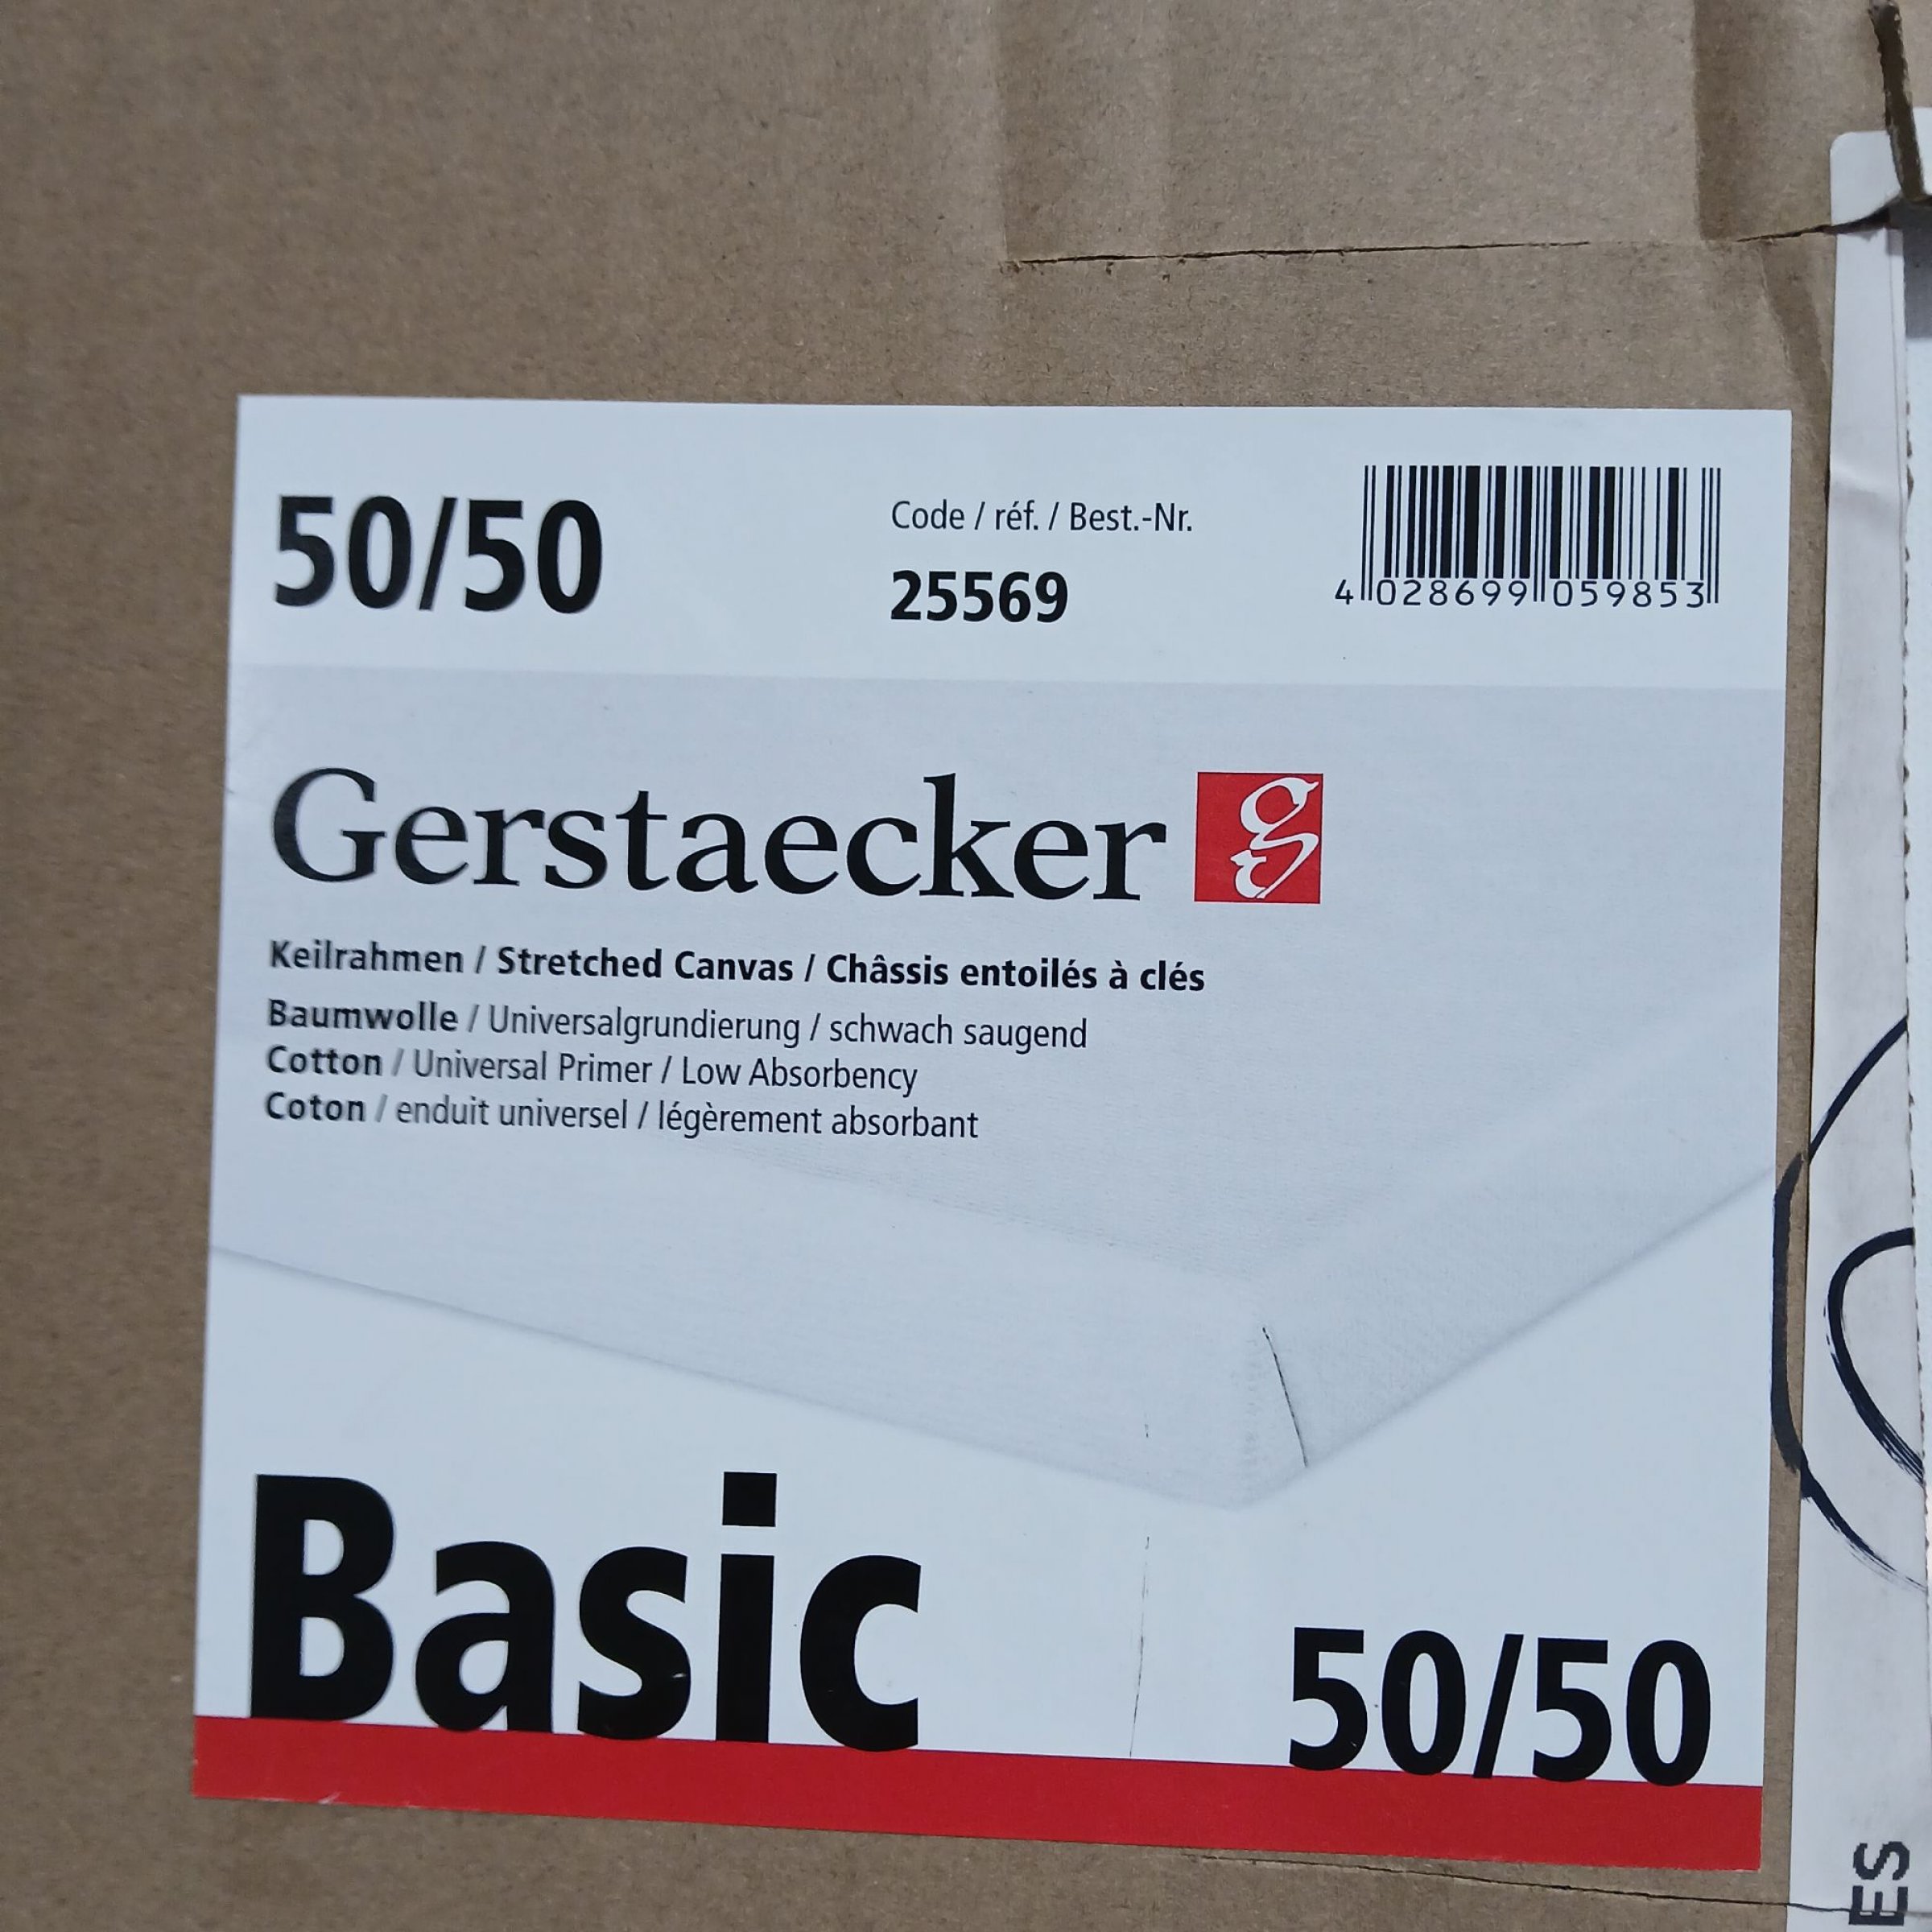 50/50
Code / réf. / Best.-Nr.
25569
4 028699 059853
Gerstaecker
Keilrahmen / Stretched Canvas / Châssis entoilés à clés
Baumwolle / Universalgrundierung / schwach saugend
Cotton / Universal Primer / Low Absorbency
Coton / enduit universel / légèrement absorbant
Basic
50/50
ES